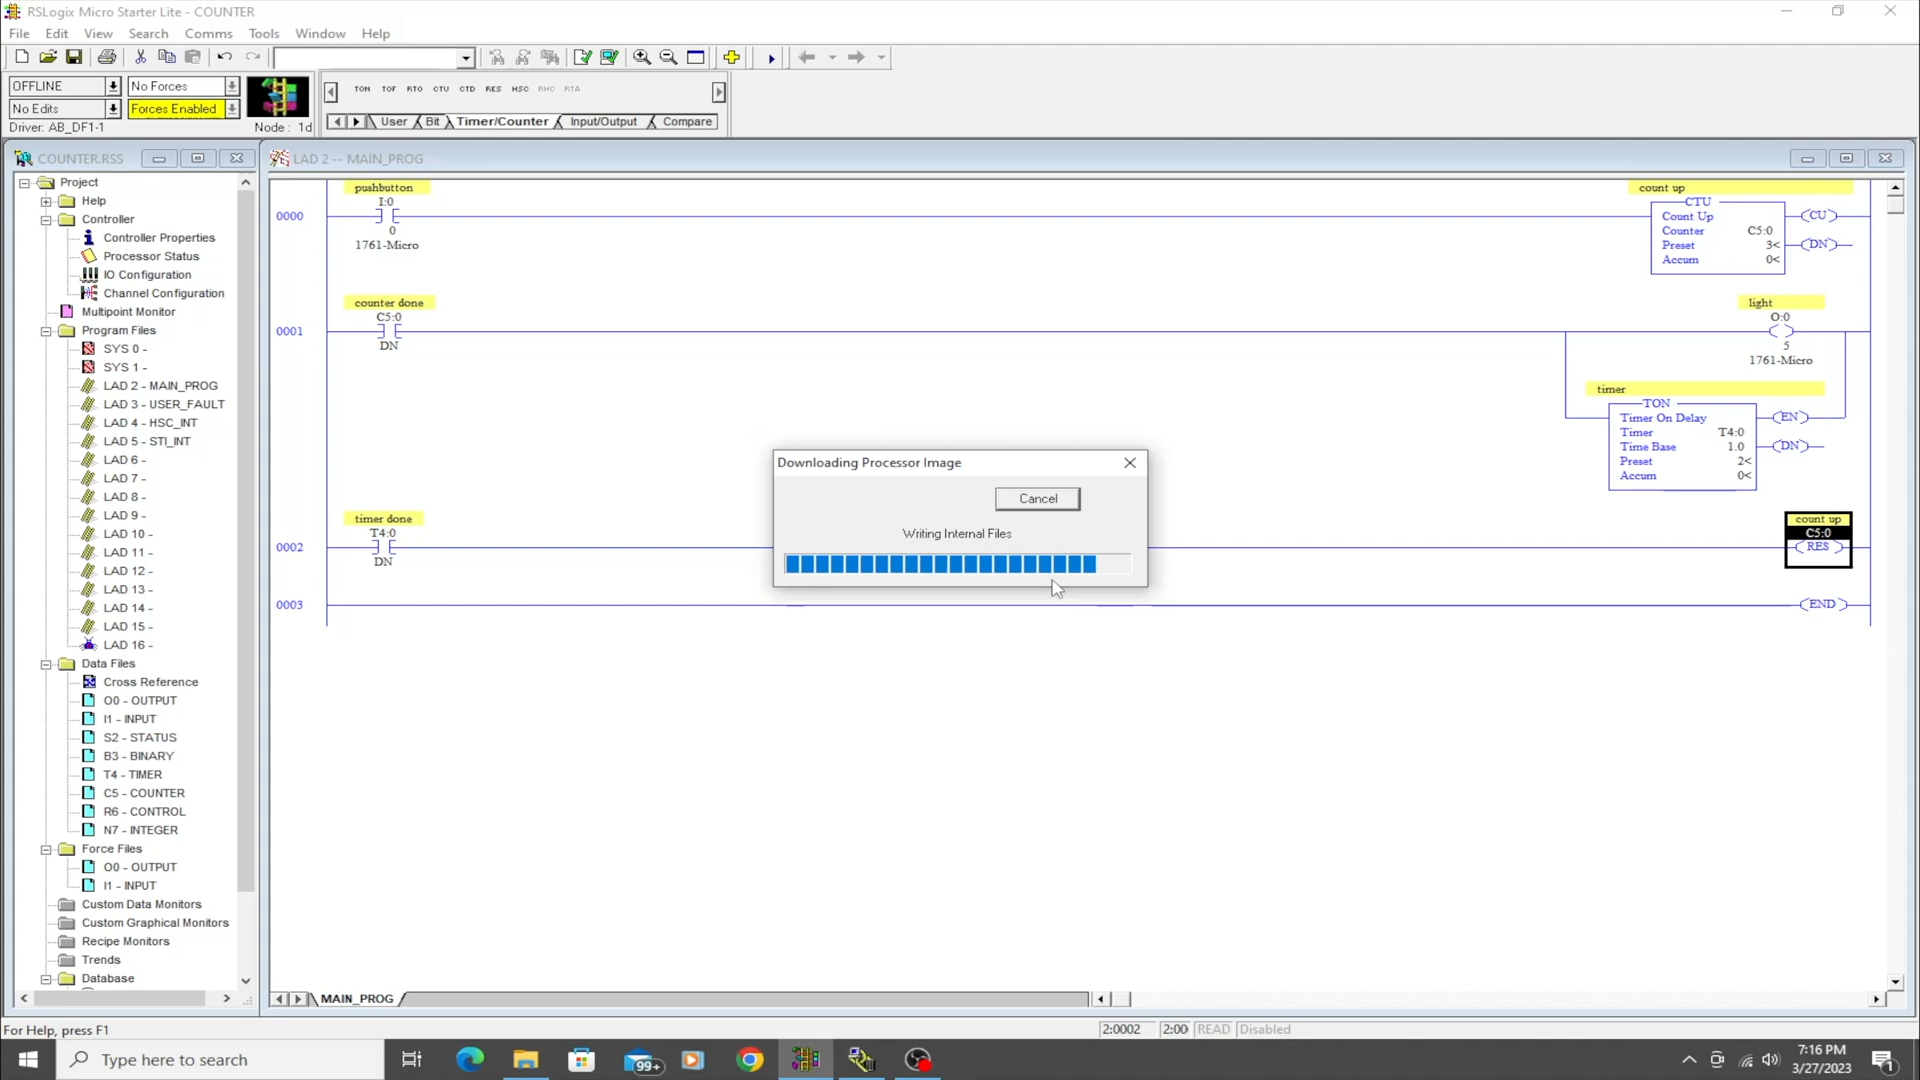 RSLogix Micro Starter Lite - COUNTER
File Edit View Search Comms Tools Window Help
OFFLINE No Forces
No Edits Forces Enabled
Driver: AB_DF1-1 Node : 1d
TON TOF RTO CTU CTD RES HSC RHC RTA
User Bit Timer/Counter Input/Output Compare
COUNTER.RSS
Project
Help
Controller
Controller Properties
Processor Status
IO Configuration
Channel Configuration
Multipoint Monitor
Program Files
SYS 0 -
SYS 1 -
LAD 2 - MAIN_PROG
LAD 3 - USER_FAULT
LAD 4 - HSC_INT
LAD 5 - STI_INT
LAD 6 -
LAD 7 -
LAD 8 -
LAD 9 -
LAD 10 -
LAD 11 -
LAD 12 -
LAD 13 -
LAD 14 -
LAD 15 -
LAD 16 -
Data Files
Cross Reference
O0 - OUTPUT
I1 - INPUT
S2 - STATUS
B3 - BINARY
T4 - TIMER
C5 - COUNTER
R6 - CONTROL
N7 - INTEGER
Force Files
O0 - OUTPUT
I1 - INPUT
Custom Data Monitors
Custom Graphical Monitors
Recipe Monitors
Trends
Database
LAD 2 -- MAIN_PROG
pushbutton
I:0
0000
0
1761-Micro
count up
CTU
Count Up
Counter C5:0
Preset 3<
Accum 0<
CU
DN
counter done
C5:0
0001
DN
light
O:0
5
1761-Micro
timer
TON
Timer On Delay
Timer T4:0
Time Base 1.0
Preset 2<
Accum 0<
EN
DN
timer done
T4:0
0002
DN
count up
C5:0
RES
0003
END
Downloading Processor Image
Cancel
Writing Internal Files
MAIN_PROG
For Help, press F1
2:0002 2:00 READ Disabled
Type here to search
99+
7:16 PM
3/27/2023
1